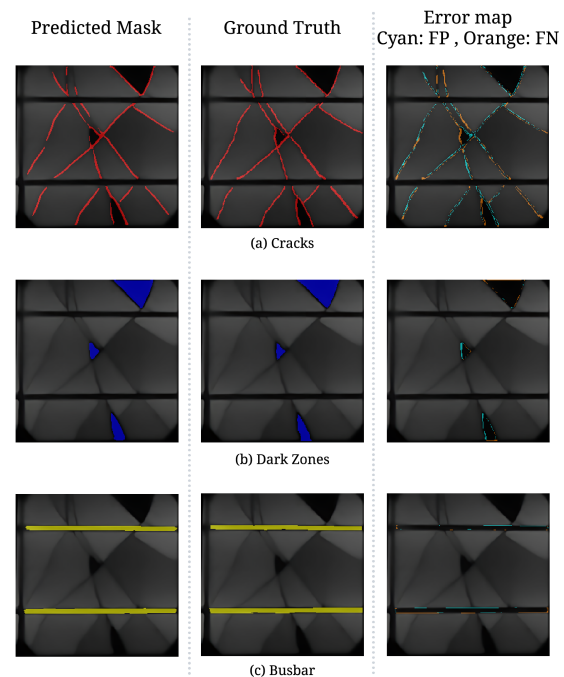 Predicted Mask
Ground Truth
Error map
Cyan: FP , Orange: FN
(a) Cracks
(b) Dark Zones
(c) Busbar